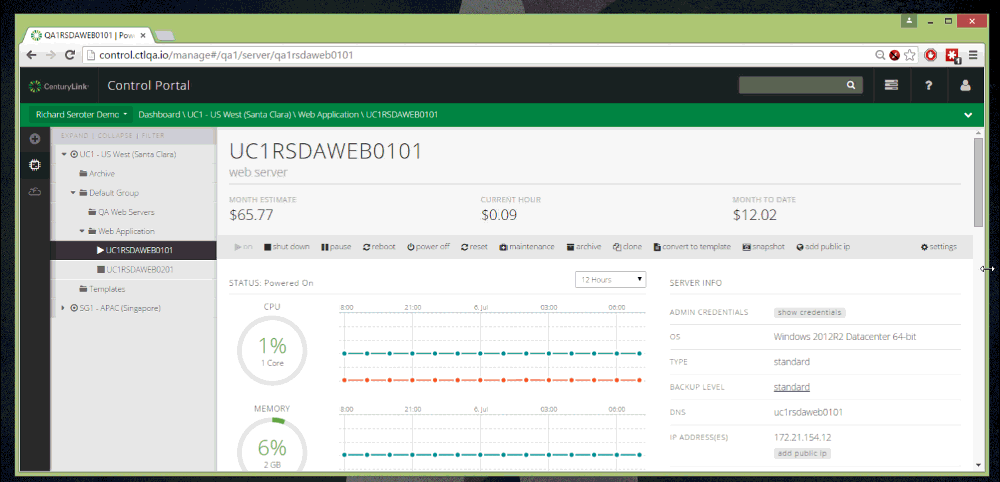 QA1RSDAWEB0101 | Pow
control.ctlqa.io/manage#/qa1/server/qa1rsdaweb0101
CenturyLink
Control Portal
?
Richard Seroter Demo
Dashboard \ UC1 - US West (Santa Clara) \ Web Application \ UC1RSDAWEB0101
EXPAND | COLLAPSE | FILTER
UC1 - US West (Santa Clara)
Archive
Default Group
QA Web Servers
Web Application
UC1RSDAWEB0101
UC1RSDAWEB0201
Templates
SG1 - APAC (Singapore)
UC1RSDAWEB0101
web server
MONTH ESTIMATE
$65.77
CURRENT HOUR
$0.09
MONTH TO DATE
$12.02
on shut down pause reboot power off reset maintenance archive clone convert to template snapshot add public ip settings
STATUS: Powered On
12 Hours
CPU
1%
1 Core
8:00 21:00 6. Jul 03:00 06:00
MEMORY
6%
2 GB
8:00 21:00 6. Jul 03:00 06:00
SERVER INFO
ADMIN CREDENTIALS show credentials
OS Windows 2012R2 Datacenter 64-bit
TYPE standard
BACKUP LEVEL standard
DNS uc1rsdaweb0101
IP ADDRESS(ES) 172.21.154.12
add public ip